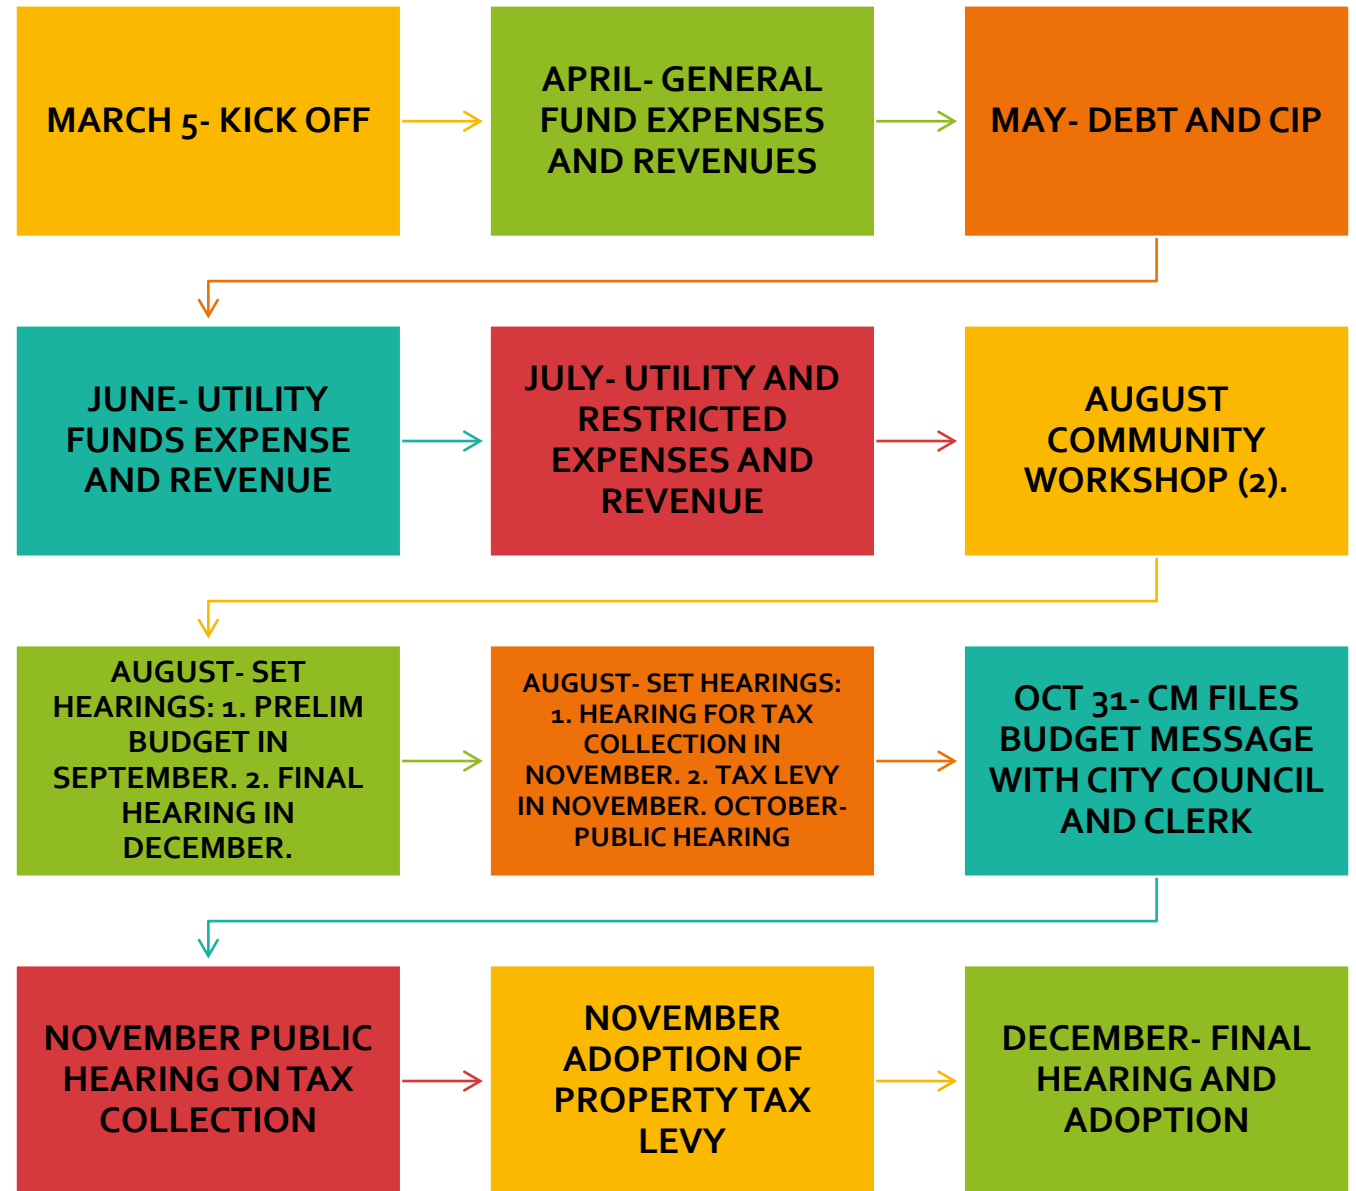 MARCH 5- KICK OFF
APRIL- GENERAL
FUND EXPENSES
AND REVENUES
MAY- DEBT AND CIP
JUNE- UTILITY
FUNDS EXPENSE
AND REVENUE
JULY- UTILITY AND
RESTRICTED
EXPENSES AND
REVENUE
AUGUST
COMMUNITY
WORKSHOP (2).
AUGUST- SET
HEARINGS: 1. PRELIM
BUDGET IN
SEPTEMBER. 2. FINAL
HEARING IN
DECEMBER.
AUGUST- SET HEARINGS:
1. HEARING FOR TAX
COLLECTION IN
NOVEMBER. 2. TAX LEVY
IN NOVEMBER. OCTOBER-
PUBLIC HEARING
OCT 31- CM FILES
BUDGET MESSAGE
WITH CITY COUNCIL
AND CLERK
NOVEMBER PUBLIC
HEARING ON TAX
COLLECTION
NOVEMBER
ADOPTION OF
PROPERTY TAX
LEVY
DECEMBER- FINAL
HEARING AND
ADOPTION